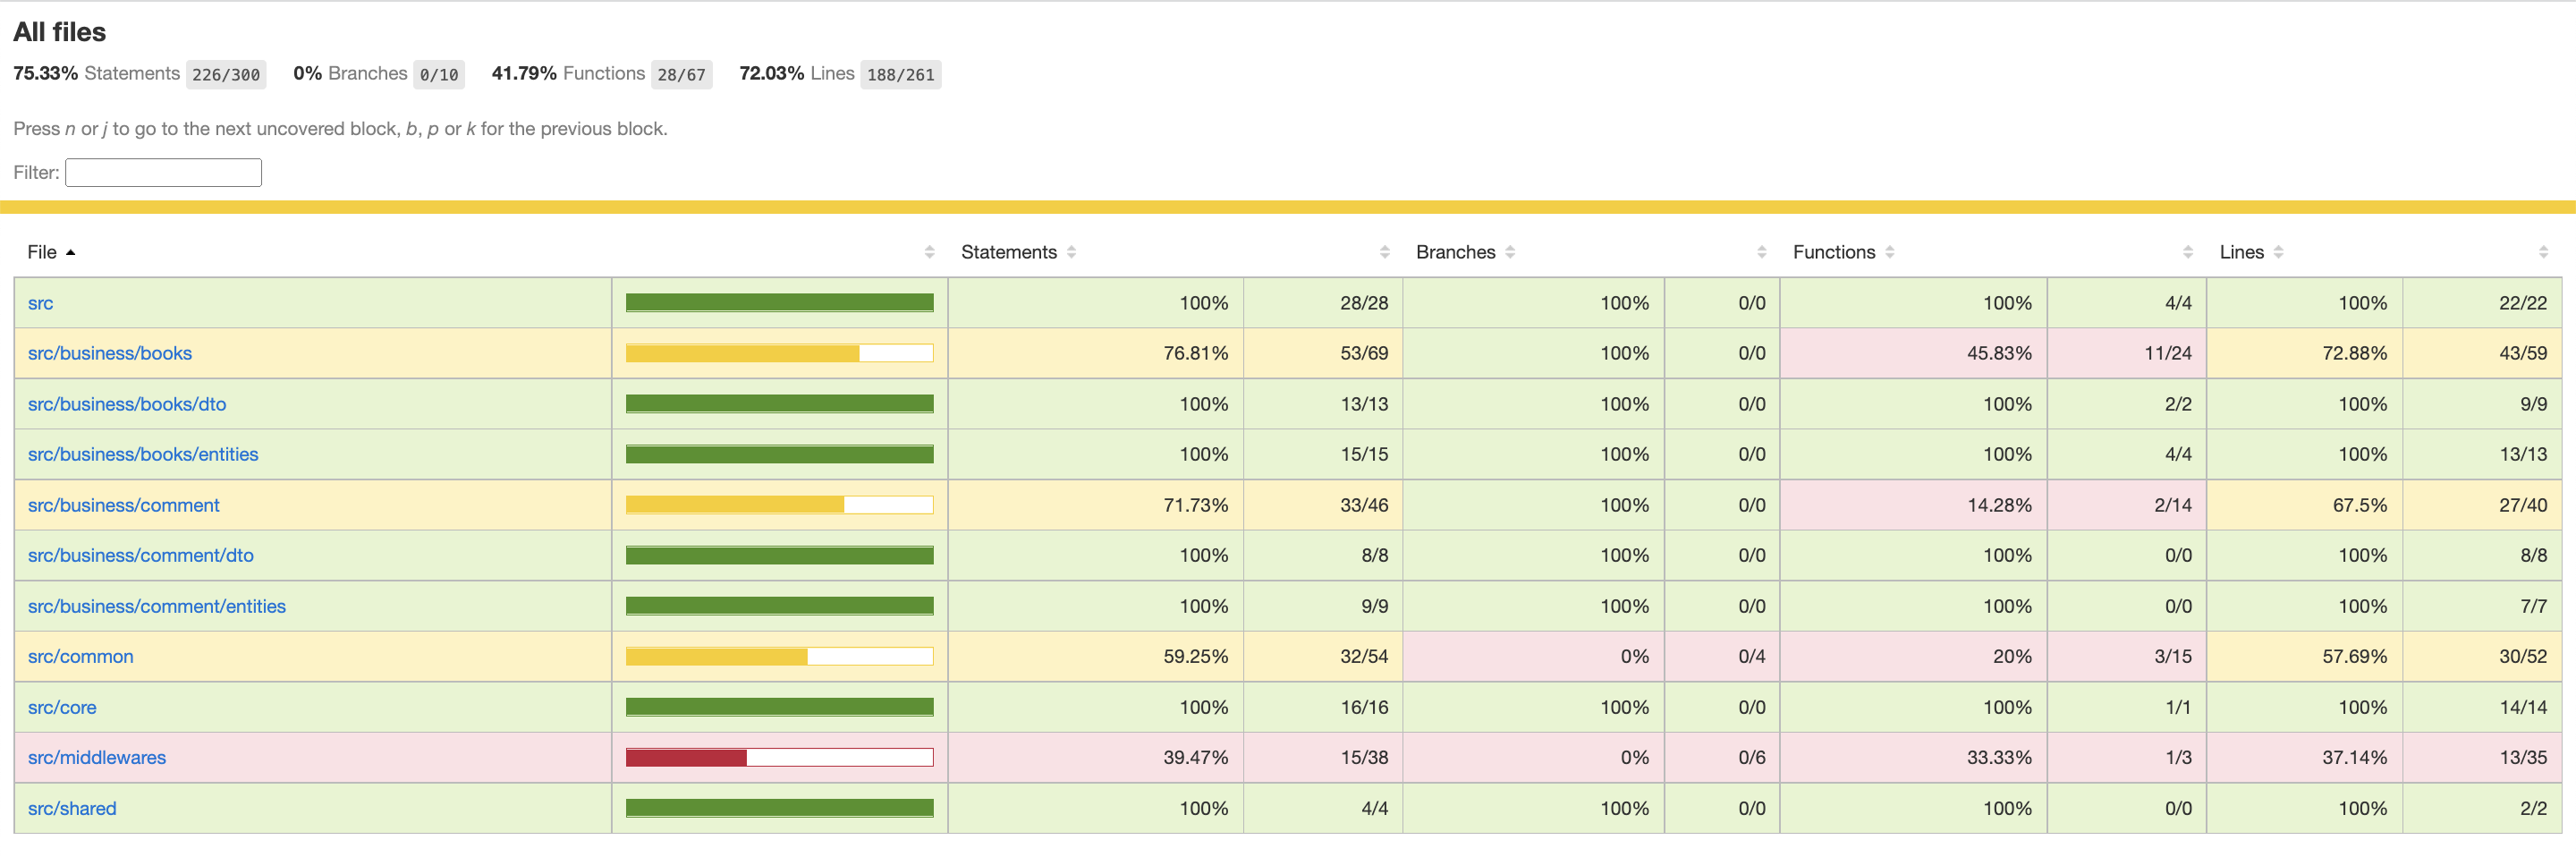 All files
75.33% Statements 226/300 0% Branches 0/10 41.79% Functions 28/67 72.03% Lines 188/261
Press n or j to go to the next uncovered block, b, p or k for the previous block.
Filter:
File Statements Branches Functions Lines
src 100% 28/28 100% 0/0 100% 4/4 100% 22/22
src/business/books 76.81% 53/69 100% 0/0 45.83% 11/24 72.88% 43/59
src/business/books/dto 100% 13/13 100% 0/0 100% 2/2 100% 9/9
src/business/books/entities 100% 15/15 100% 0/0 100% 4/4 100% 13/13
src/business/comment 71.73% 33/46 100% 0/0 14.28% 2/14 67.5% 27/40
src/business/comment/dto 100% 8/8 100% 0/0 100% 0/0 100% 8/8
src/business/comment/entities 100% 9/9 100% 0/0 100% 0/0 100% 7/7
src/common 59.25% 32/54 0% 0/4 20% 3/15 57.69% 30/52
src/core 100% 16/16 100% 0/0 100% 1/1 100% 14/14
src/middlewares 39.47% 15/38 0% 0/6 33.33% 1/3 37.14% 13/35
src/shared 100% 4/4 100% 0/0 100% 0/0 100% 2/2